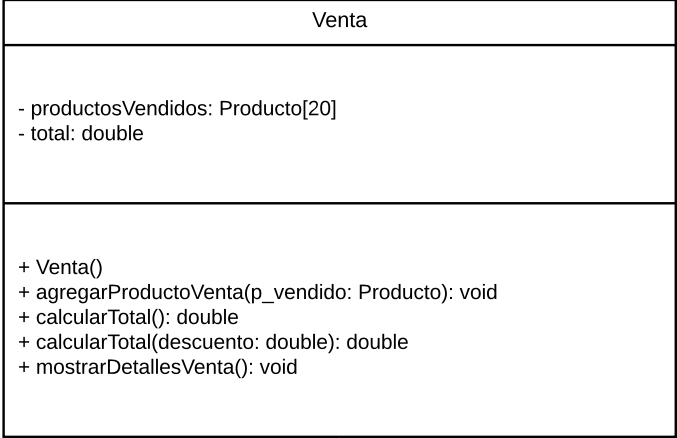 Venta
- productosVendidos: Producto[20]
- total: double
+ Venta()
+ agregarProductoVenta(p_vendido: Producto): void
+ calcularTotal(): double
+ calcularTotal(descuento: double): double
+ mostrarDetallesVenta(): void